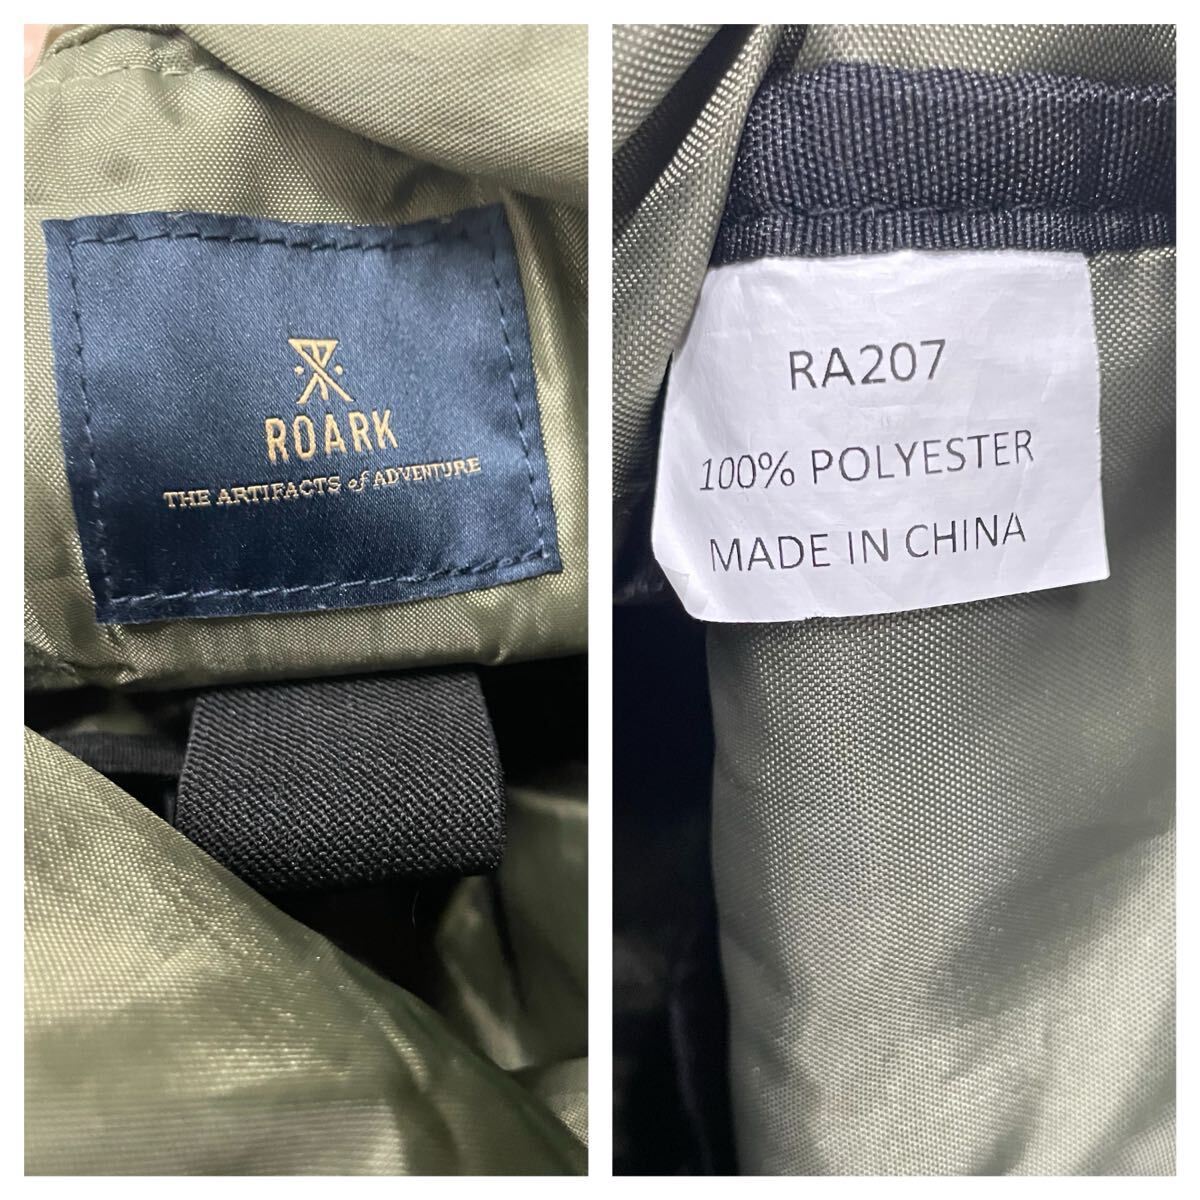 ROARK
THE ARTIFACTS of ADVENTURE
RA207
100% POLYESTER
MADE IN CHINA